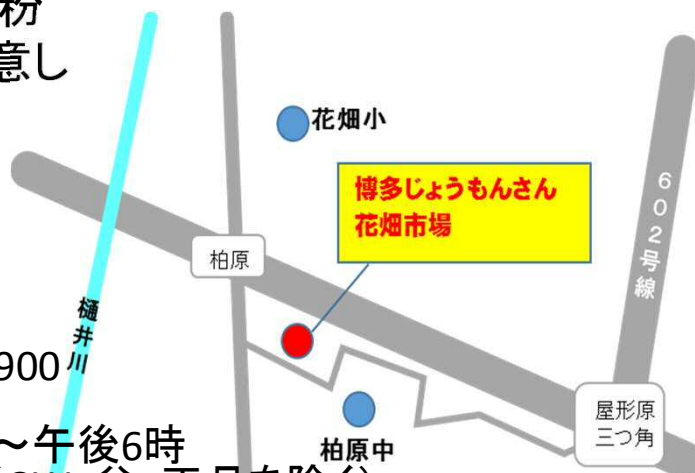 粉
意し
花畑小
博多じょうもんさん
花畑市場
602号線
柏原
樋井川
900
屋形原
三つ角
～午後6時
柏原中